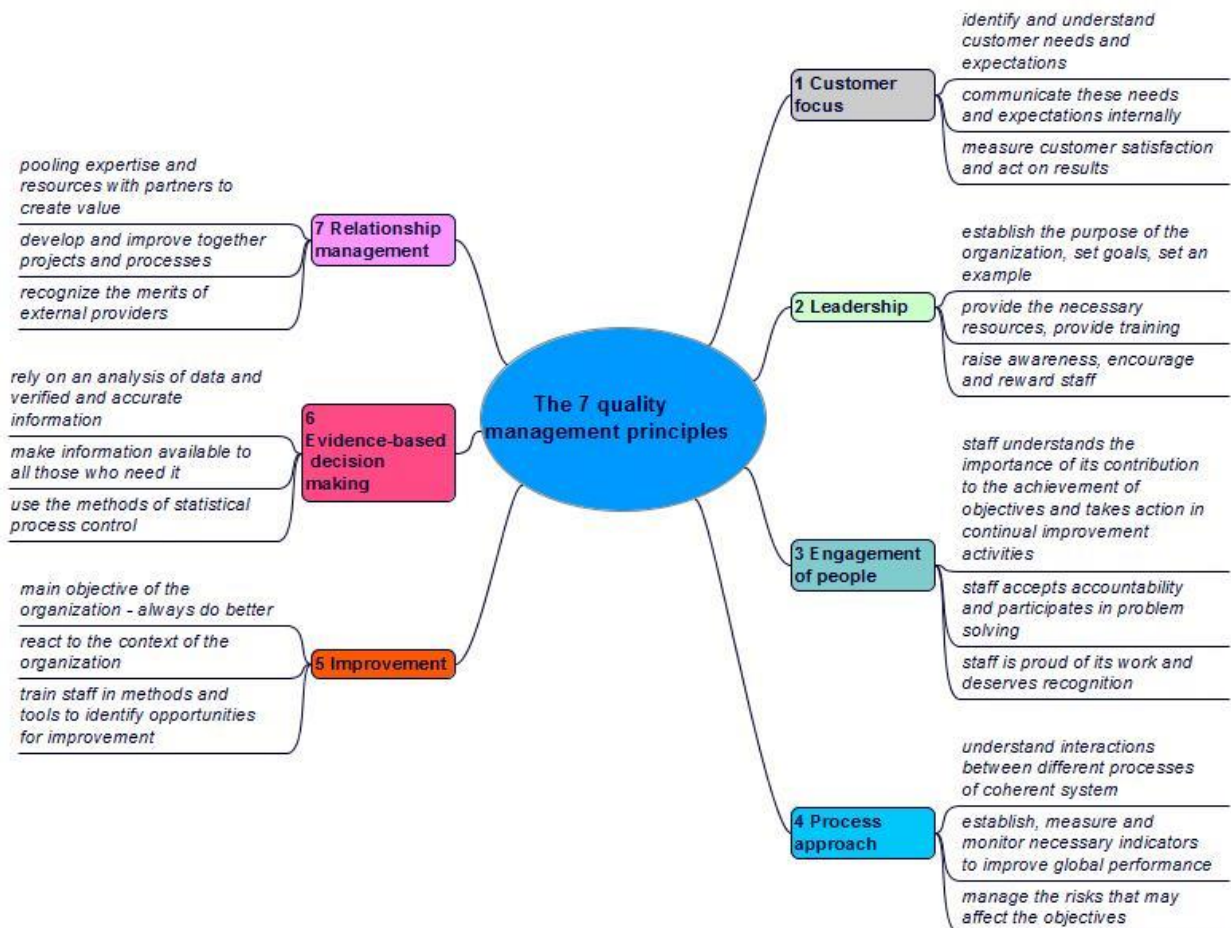 The 7 quality
management principles
1 Customer
focus
identify and understand
customer needs and
expectations
communicate these needs
and expectations internally
measure customer satisfaction
and act on results
2 Leadership
establish the purpose of the
organization, set goals, set an
example
provide the necessary
resources, provide training
raise awareness, encourage
and reward staff
3 Engagement
of people
staff understands the
importance of its contribution
to the achievement of
objectives and takes action in
continual improvement
activities
staff accepts accountability
and participates in problem
solving
staff is proud of its work and
deserves recognition
4 Process
approach
understand interactions
between different processes
of coherent system
establish, measure and
monitor necessary indicators
to improve global performance
manage the risks that may
affect the objectives
5 Improvement
main objective of the
organization - always do better
react to the context of the
organization
train staff in methods and
tools to identify opportunities
for improvement
6
Evidence-based
decision
making
rely on an analysis of data and
verified and accurate
information
make information available to
all those who need it
use the methods of statistical
process control
7 Relationship
management
pooling expertise and
resources with partners to
create value
develop and improve together
projects and processes
recognize the merits of
external providers